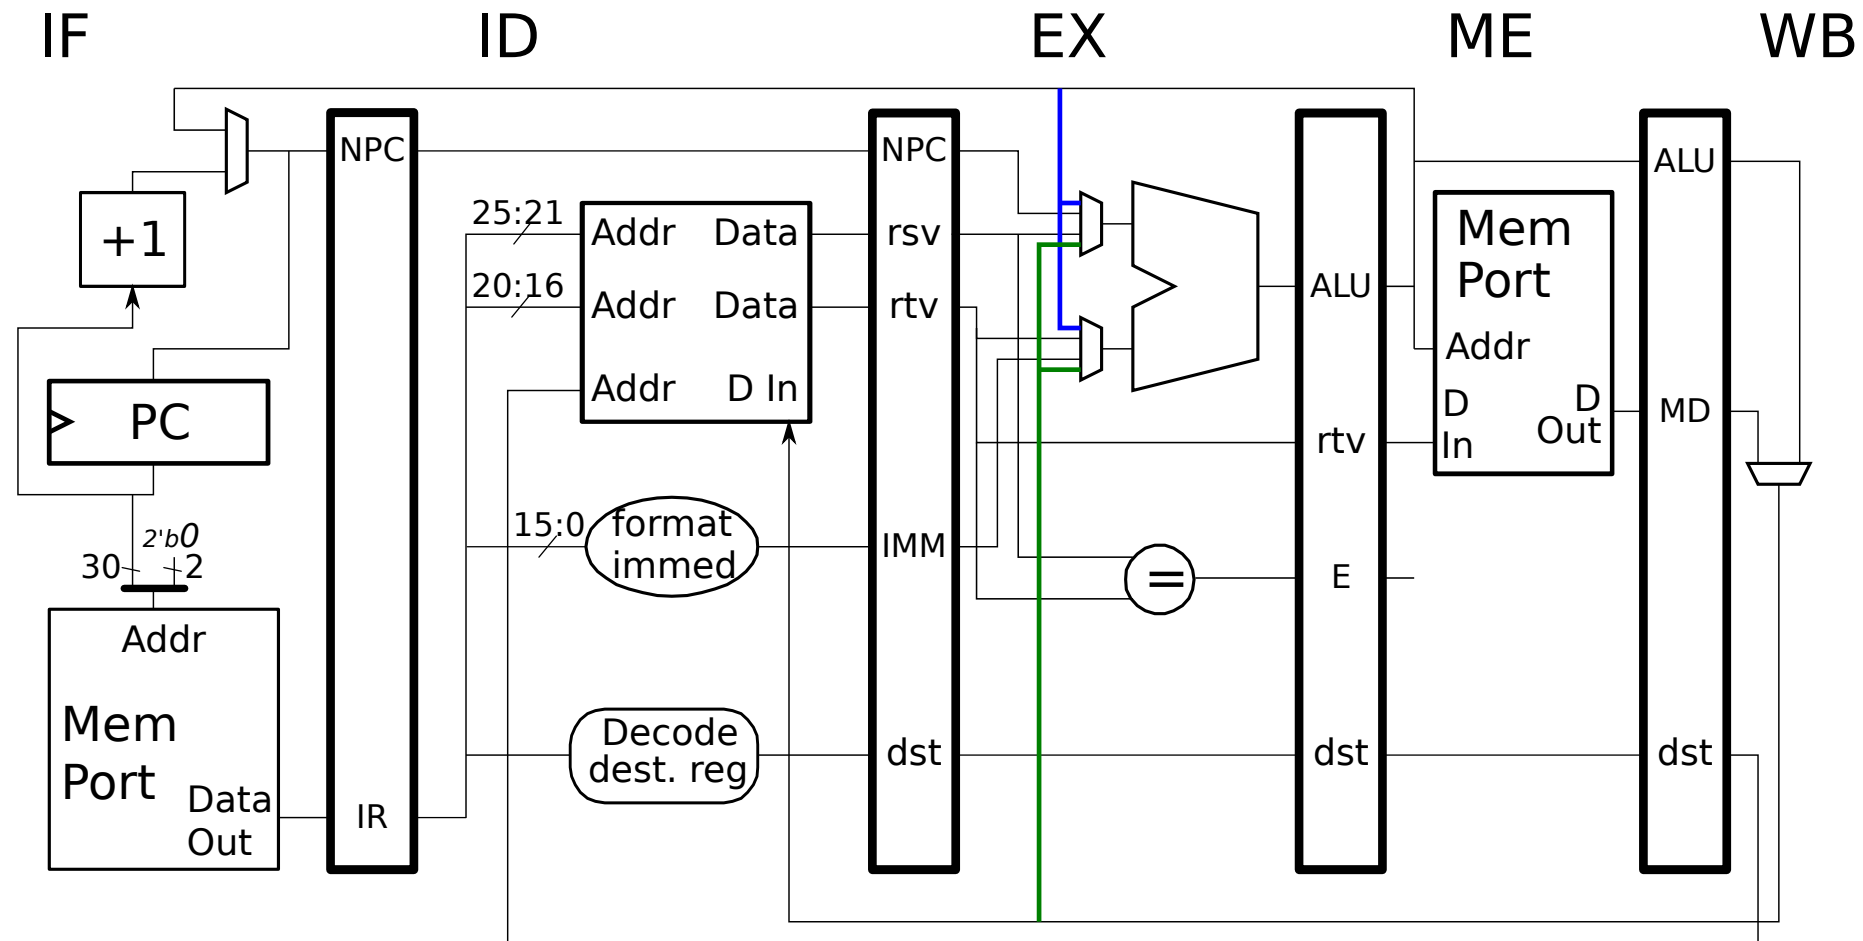 IF ID EX ME WB
NPC
NPC
ALU
+1
25:21
Addr Data
rsv
Mem
Port
20:16
Addr Data
rtv
ALU
Addr
Addr D In
PC
D
In
D
Out
MD
rtv
2'b0
30 2
15:0
format
immed
IMM
E
Addr
Mem
Port
Data
Out
IR
Decode
dest. reg
dst
dst
dst